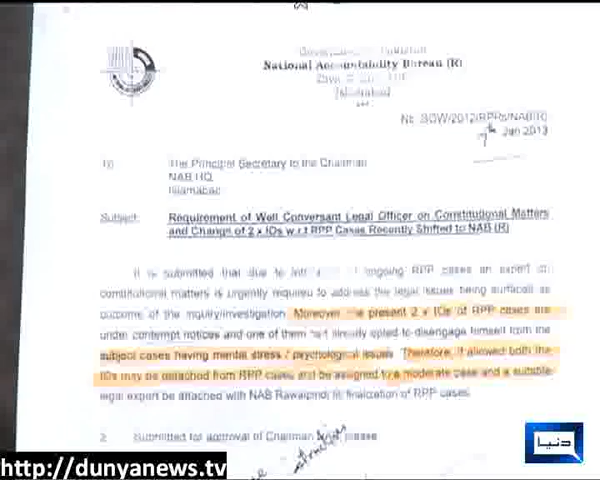 National Accountability Bureau (R)
Islamabad
No: SOW/2012/RPPs/NAB(R)
7th Jan 2013
To
The Principal Secretary to the Chairman
NAB HQ
Islamabad
Subject: Requirement of Well Conversant Legal Officer on Constitutional Matters
and Change of 2 x IOs w.r.t RPP Cases Recently Shifted to NAB (R)
It is submitted that due to ongoing RPP cases an expert on
constitutional matters is urgently required to address the legal issues being surfaced as
outcome of the inquiry/investigation. Moreover the present 2 x IOs of RPP cases are
under contempt notices and one of them has already opted to disengage himself from the
subject cases having mental stress / psychological issues. Therefore, if allowed both the
IOs may be detached from RPP cases and be assigned to a moderate case and a suitable
legal expert be attached with NAB Rawalpindi in finalization of RPP cases.
2 Submitted for approval of Chairman NAB please
دنیا
http://dunyanews.tv